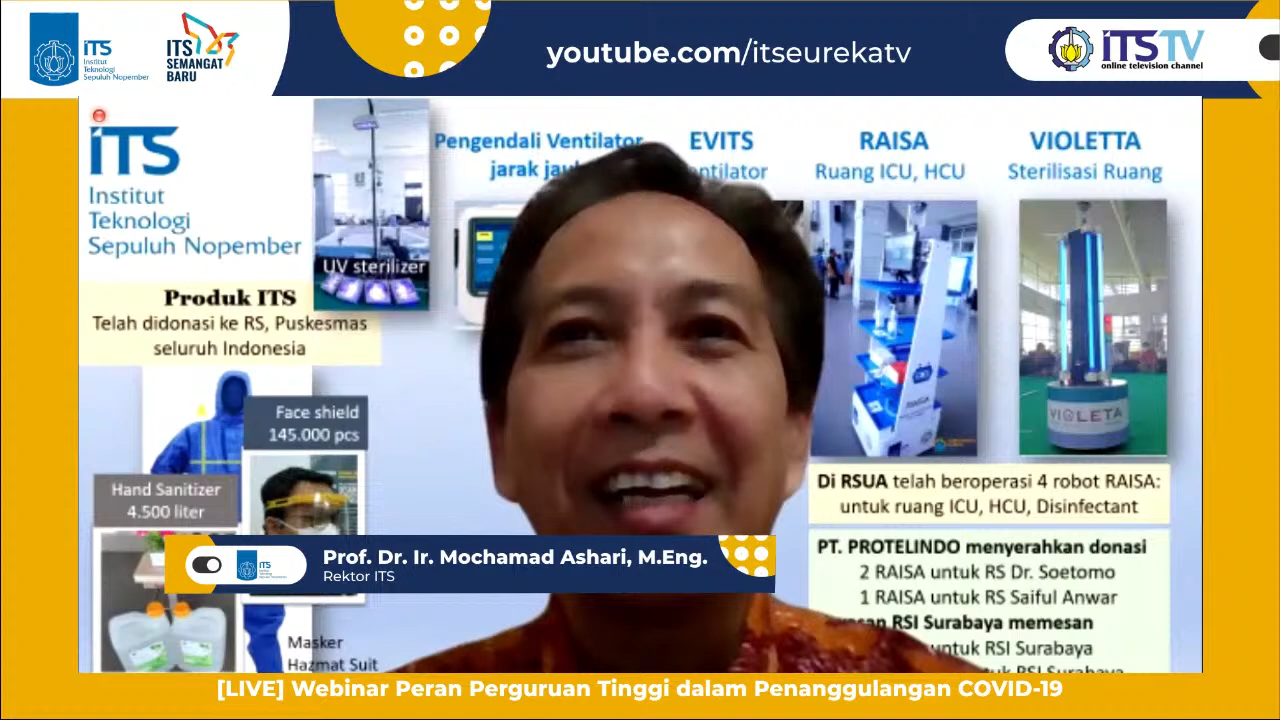 iTS
Institut
Teknologi
Sepuluh Nopember
ITS
SEMANGAT
BARU
youtube.com/itseurekatv
iTSTV
online television channel
iTS
Institut
Teknologi
Sepuluh Nopember
UV sterilizer
Pengendali Ventilator
jarak
EVITS
RAISA
Ruang ICU, HCU
VIOLETTA
Sterilisasi Ruang
VIOLETA
Produk ITS
Telah didonasi ke RS, Puskesmas
seluruh Indonesia
Face shield
145.000 pcs
Hand Sanitizer
4.500 liter
Masker
Hazmat Suit
Di RSUA telah beroperasi 4 robot RAISA:
untuk ruang ICU, HCU, Disinfectant
PT. PROTELINDO menyerahkan donasi
2 RAISA untuk RS Dr. Soetomo
1 RAISA untuk RS Saiful Anwar
RSI Surabaya memesan
RSI Surabaya
RSI Surabaya
iTS
Prof. Dr. Ir. Mochamad Ashari, M.Eng.
Rektor ITS
[LIVE] Webinar Peran Perguruan Tinggi dalam Penanggulangan COVID-19